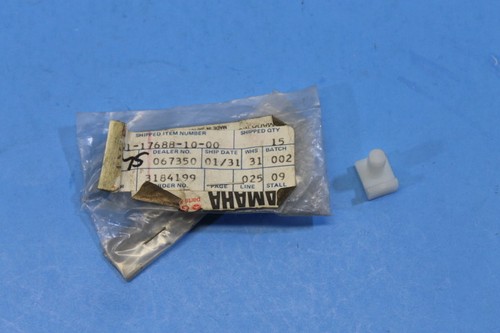 SHIPPED ITEM NUMBER SHIPPED QTY
1-17688-10-00 15
DEALER NO. SHIP DATE WHS BATCH
067350 01/31 31 002
3184199 025 09
ORDER NO. PAGE LINE STALL
75
YAMAHA